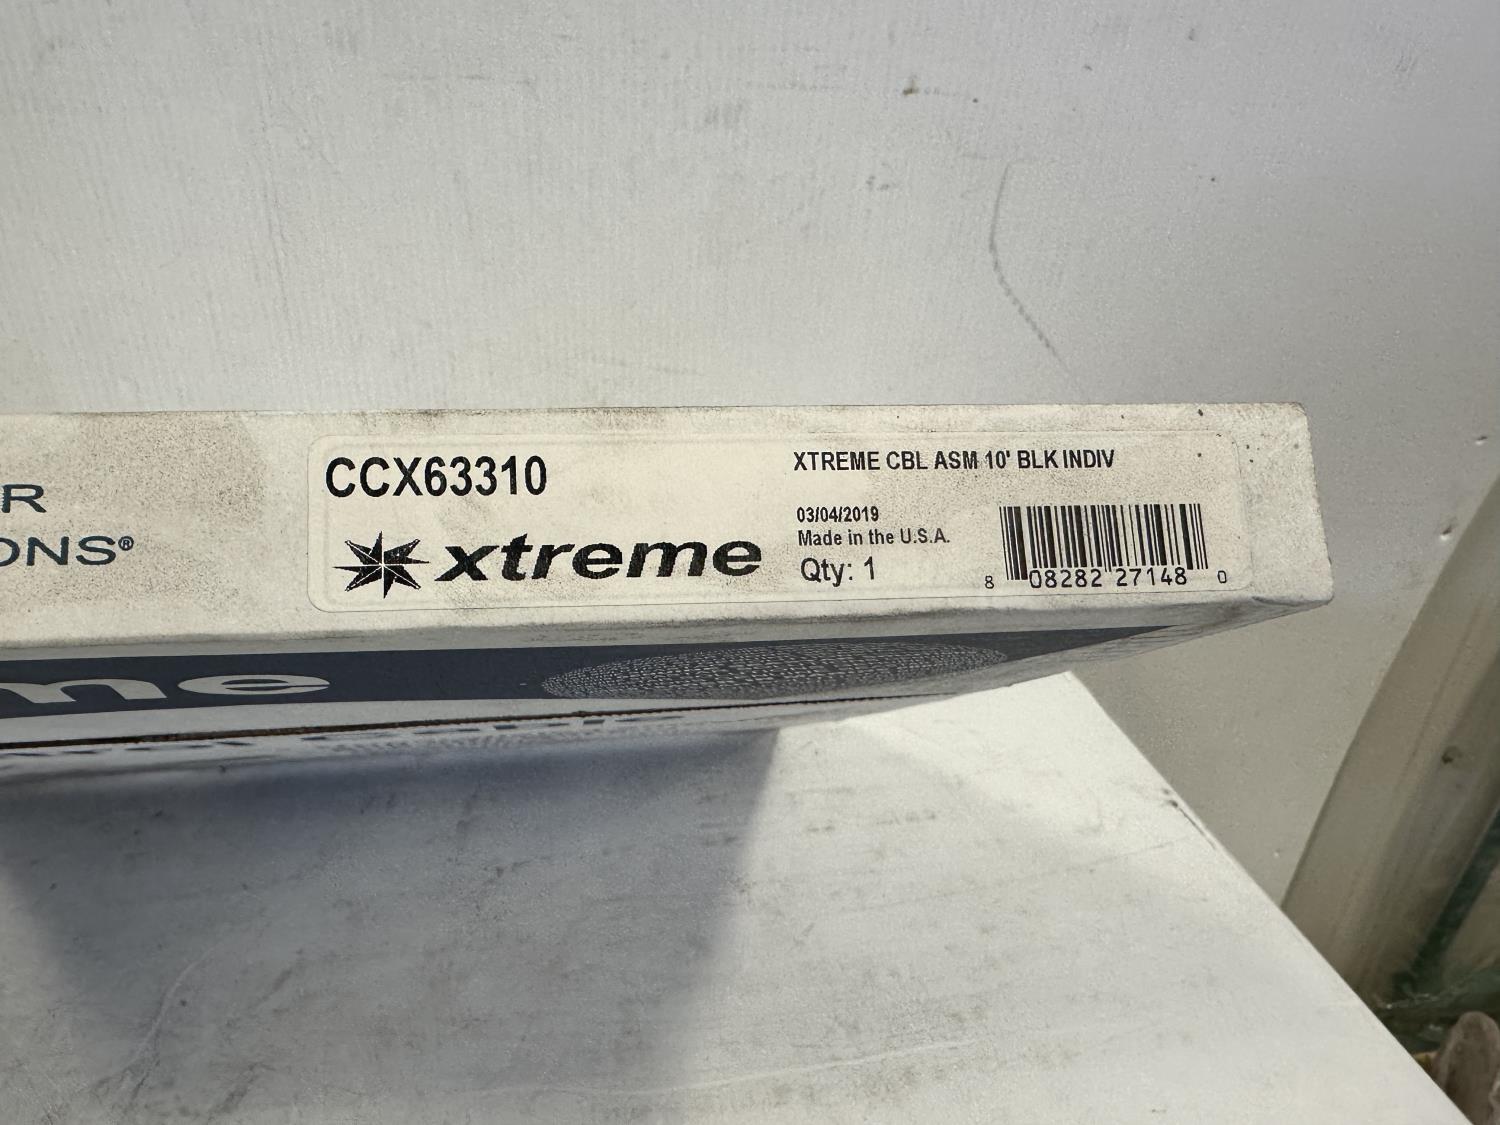 R
ONS®
CCX63310
xtreme
XTREME CBL ASM 10' BLK INDIV
03/04/2019
Made in the U.S.A.
Qty: 1
8 08282 27148 0
me